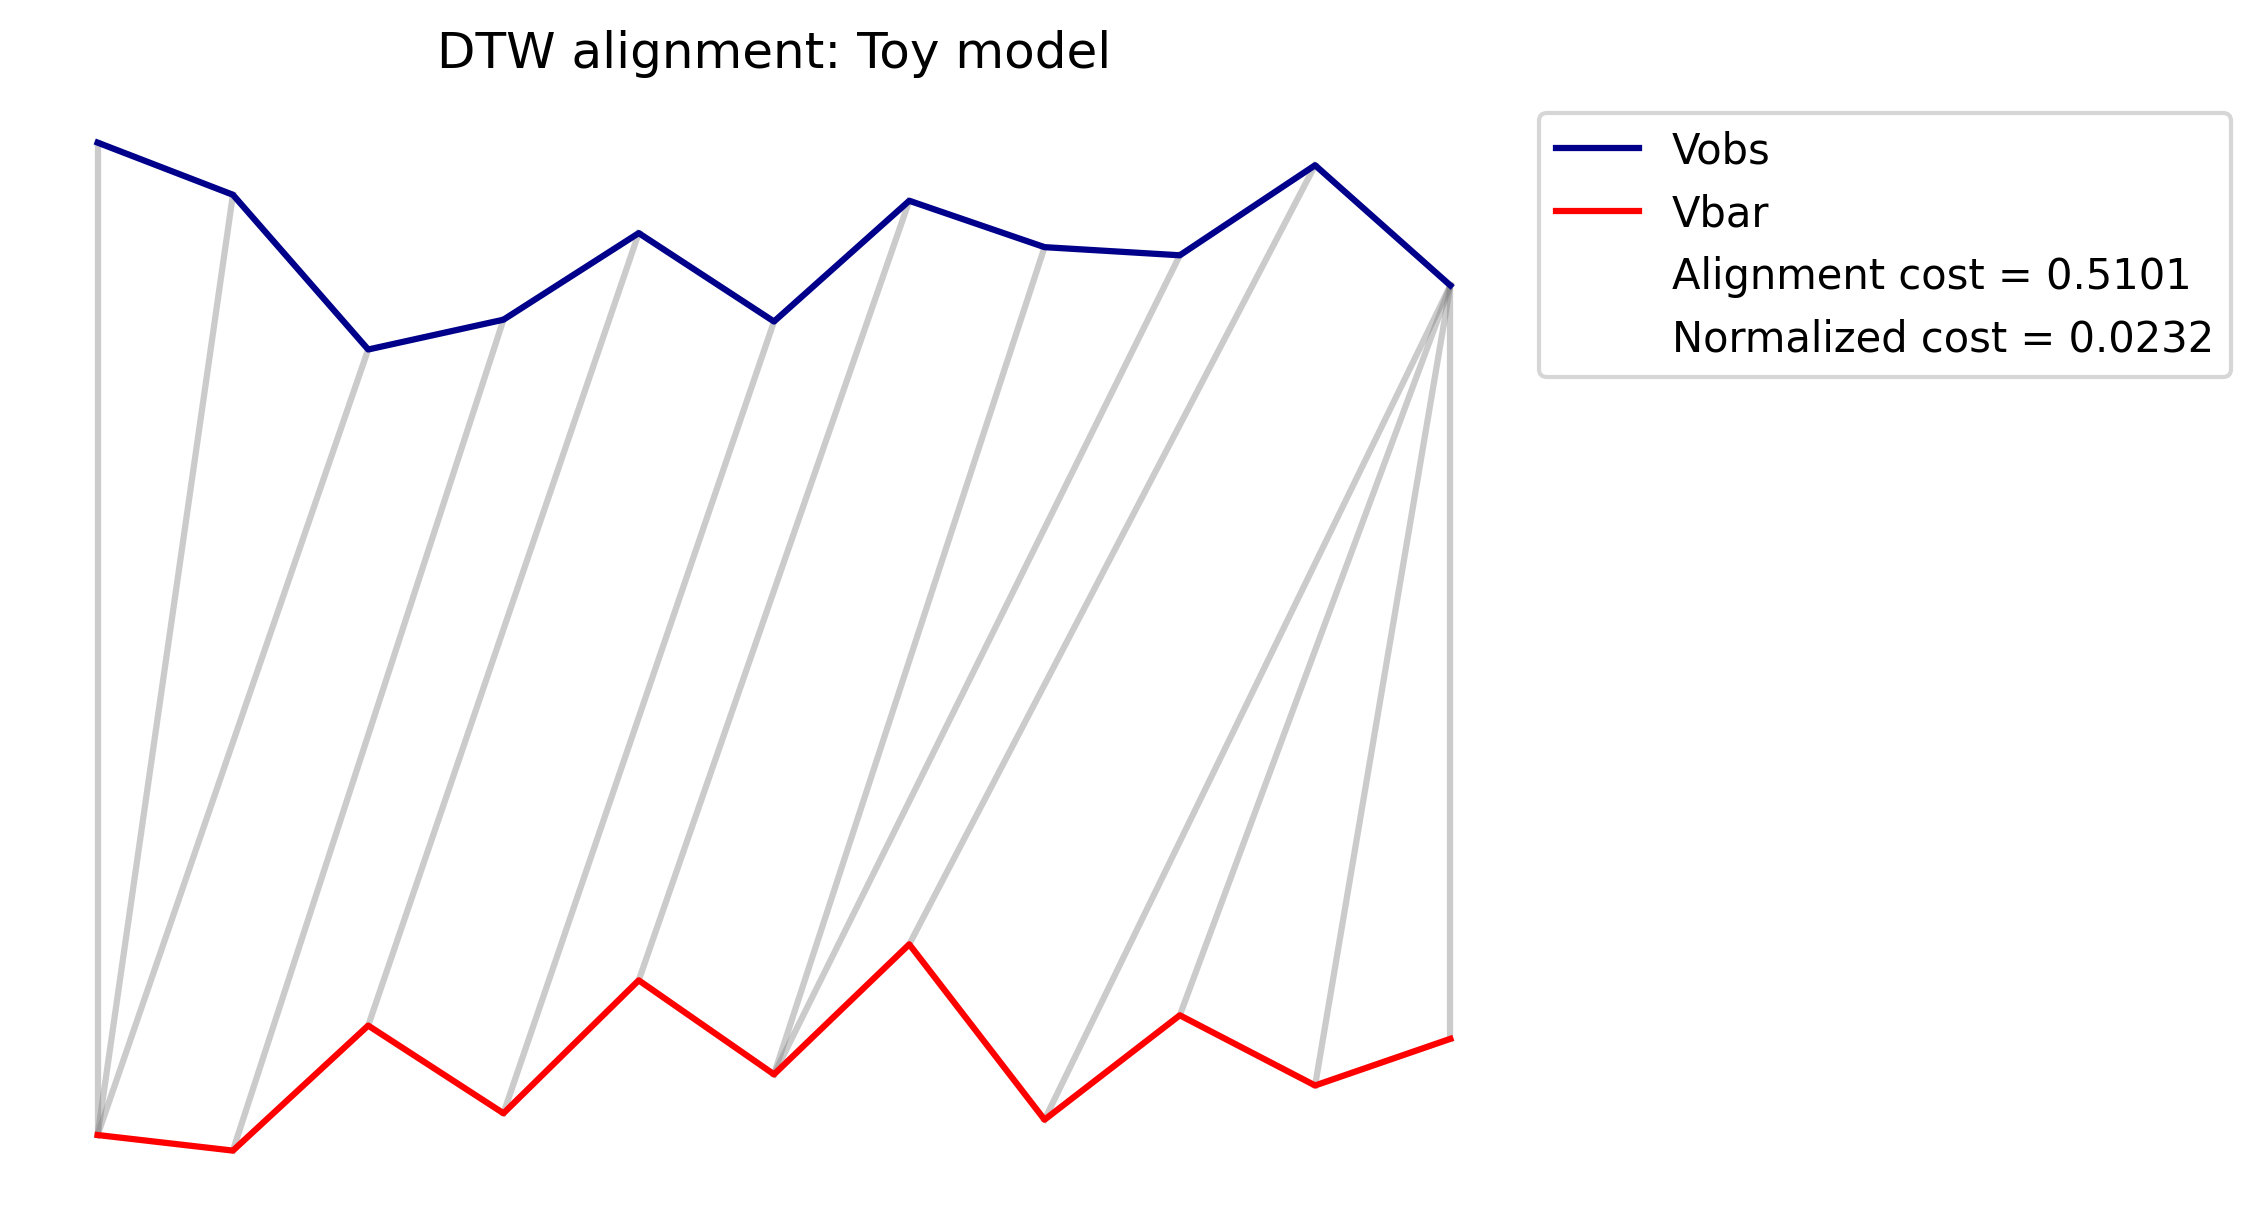 DTW alignment: Toy model
Vobs
Vbar
Alignment cost = 0.5101
Normalized cost = 0.0232